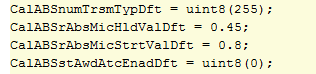 CalABSnumTrsmTypDft = uint8(255);
CalABSrAbsMicHldValDft = 0.45;
CalABSrAbsMicStrtValDft = 0.8;
CalABSstAwdAtcEnadDft = uint8(0);